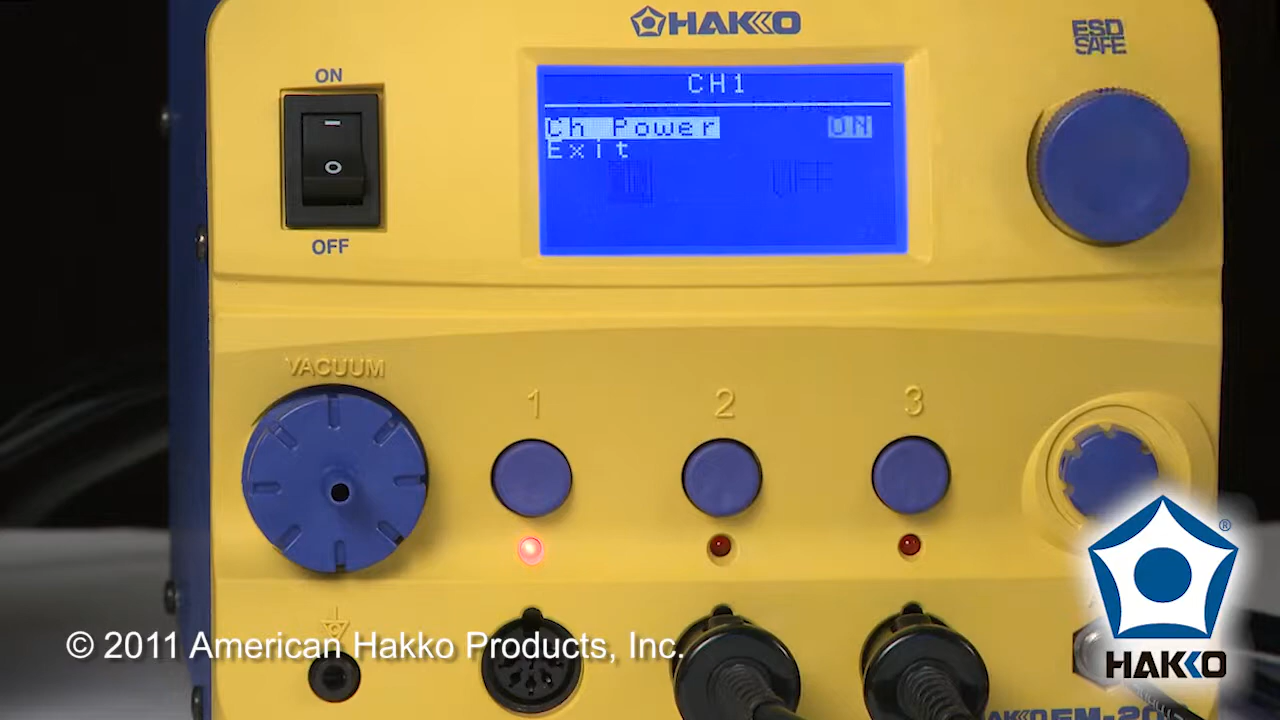 HAKKO
ESD
SAFE
ON
OFF
CH1
Ch Power ON
Exit
VACUUM
1 2 3
© 2011 American Hakko Products, Inc.
®
HAKKO